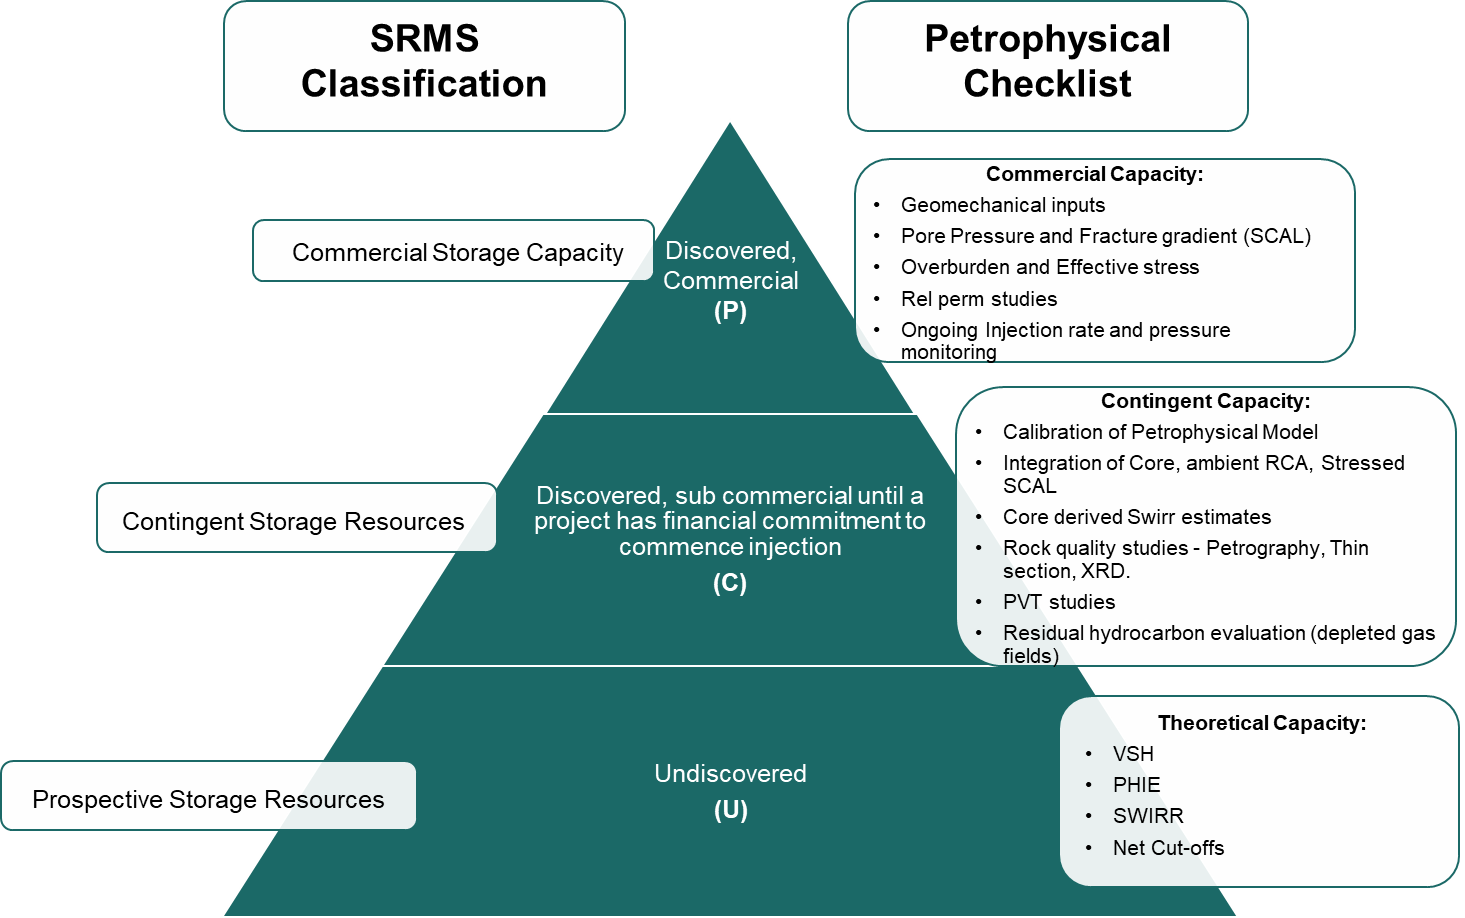 SRMS
Classification
Petrophysical
Checklist
Commercial Storage Capacity
Discovered,
Commercial
(P)
Commercial Capacity:
• Geomechanical inputs
• Pore Pressure and Fracture gradient (SCAL)
• Overburden and Effective stress
• Rel perm studies
• Ongoing Injection rate and pressure
monitoring
Contingent Storage Resources
Discovered, sub commercial until a
project has financial commitment to
commence injection
(C)
Contingent Capacity:
• Calibration of Petrophysical Model
• Integration of Core, ambient RCA, Stressed
SCAL
• Core derived Swirr estimates
• Rock quality studies - Petrography, Thin
section, XRD.
• PVT studies
• Residual hydrocarbon evaluation (depleted gas
fields)
Prospective Storage Resources
Undiscovered
(U)
Theoretical Capacity:
• VSH
• PHIE
• SWIRR
• Net Cut-offs